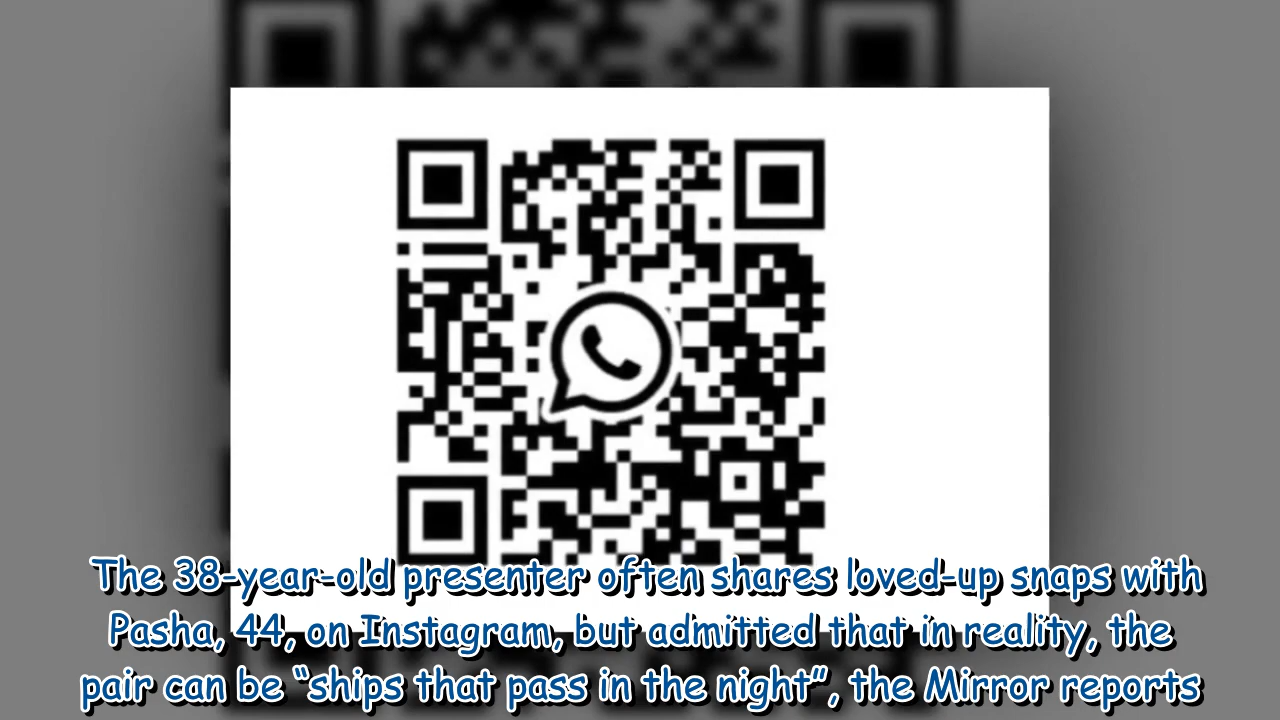 The 38-year-old presenter often shares loved-up snaps with
Pasha, 44, on Instagram, but admitted that in reality, the
pair can be “ships that pass in the night”, the Mirror reports